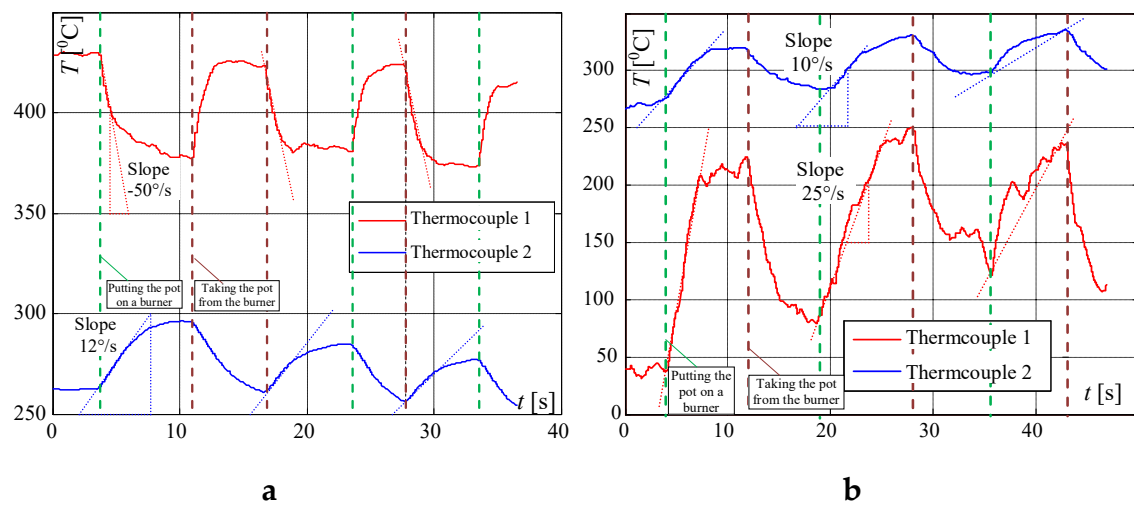 T [⁰C]
400
350
300
250
0
10
20
30
40
t [s]
Slope
-50°/s
Thermocouple 1
Thermocouple 2
Putting the pot
on a burner
Taking the pot
from the burner
Slope
12°/s
a
T [⁰C]
300
250
200
150
100
50
0
0
10
20
30
40
t [s]
Slope
10°/s
Slope
25°/s
Thermcouple 1
Thermcouple 2
Putting the
pot on a
burner
Taking the pot
from the burner
b